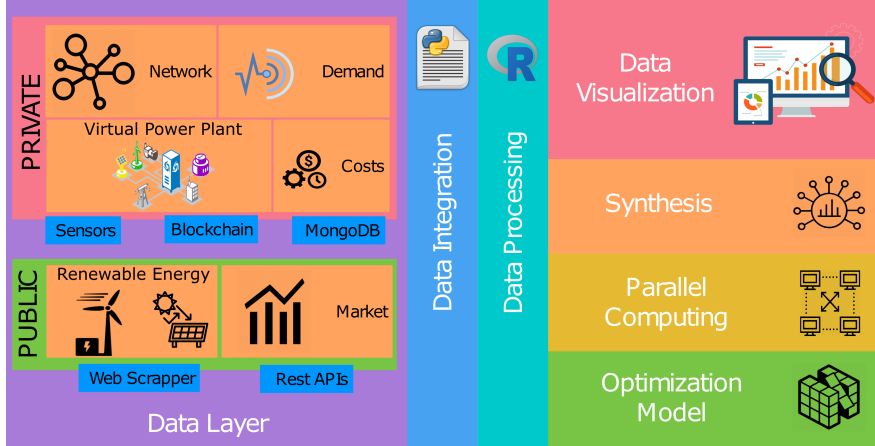 PRIVATE
Network
Demand
Virtual Power Plant
Costs
$
Sensors
Blockchain
MongoDB
PUBLIC
Renewable Energy
Market
Web Scrapper
Rest APIs
Data Layer
Data Integration
R
Data Processing
Data
Visualization
Synthesis
Parallel
Computing
Optimization
Model